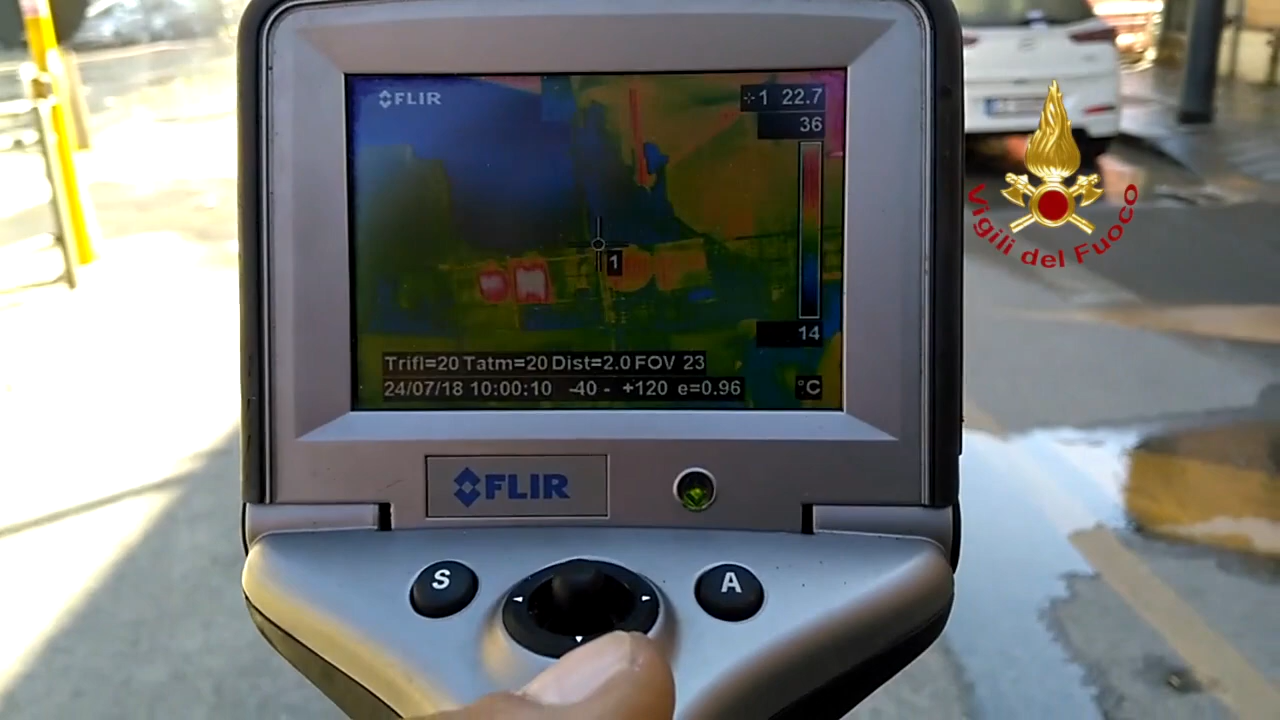 FLIR
1 22.7
36
1
14
Trifl=20 Tatm=20 Dist=2.0 FOV 23
24/07/18 10:00:10 -40 - +120 e=0.96
°C
FLIR
S
A
Vigili del Fuoco